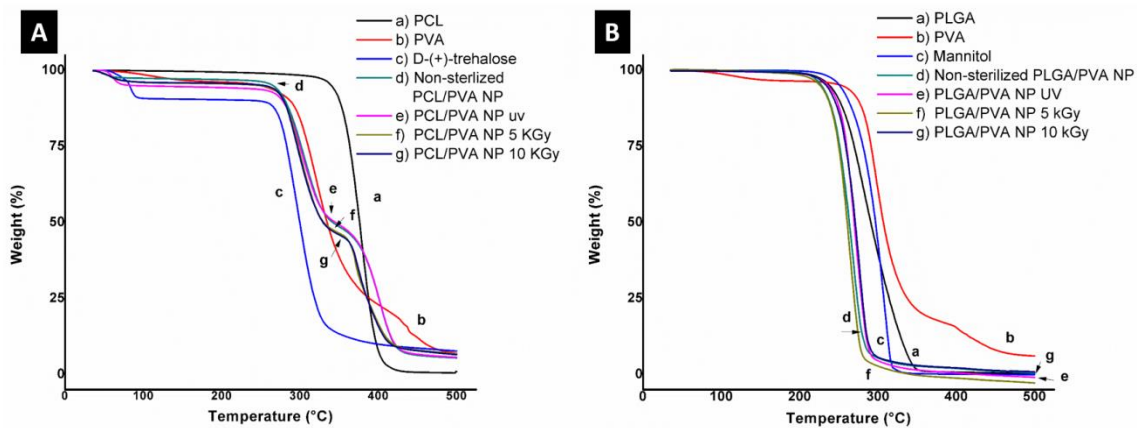 A
a) PCL
b) PVA
c) D-(+)-trehalose
d) Non-sterilized
PCL/PVA NP
e) PCL/PVA NP uv
f) PCL/PVA NP 5 KGy
g) PCL/PVA NP 10 KGy
Weight (%)
100
75
50
25
0
d
e
f
c
a
g
b
0
100
200
300
400
500
Temperature (°C)
B
a) PLGA
b) PVA
c) Mannitol
d) Non-sterilized PLGA/PVA NP
e) PLGA/PVA NP UV
f) PLGA/PVA NP 5 kGy
g) PLGA/PVA NP 10 kGy
Weight (%)
100
75
50
25
0
d
c
a
b
g
f
e
0
100
200
300
400
500
Temperature (°C)